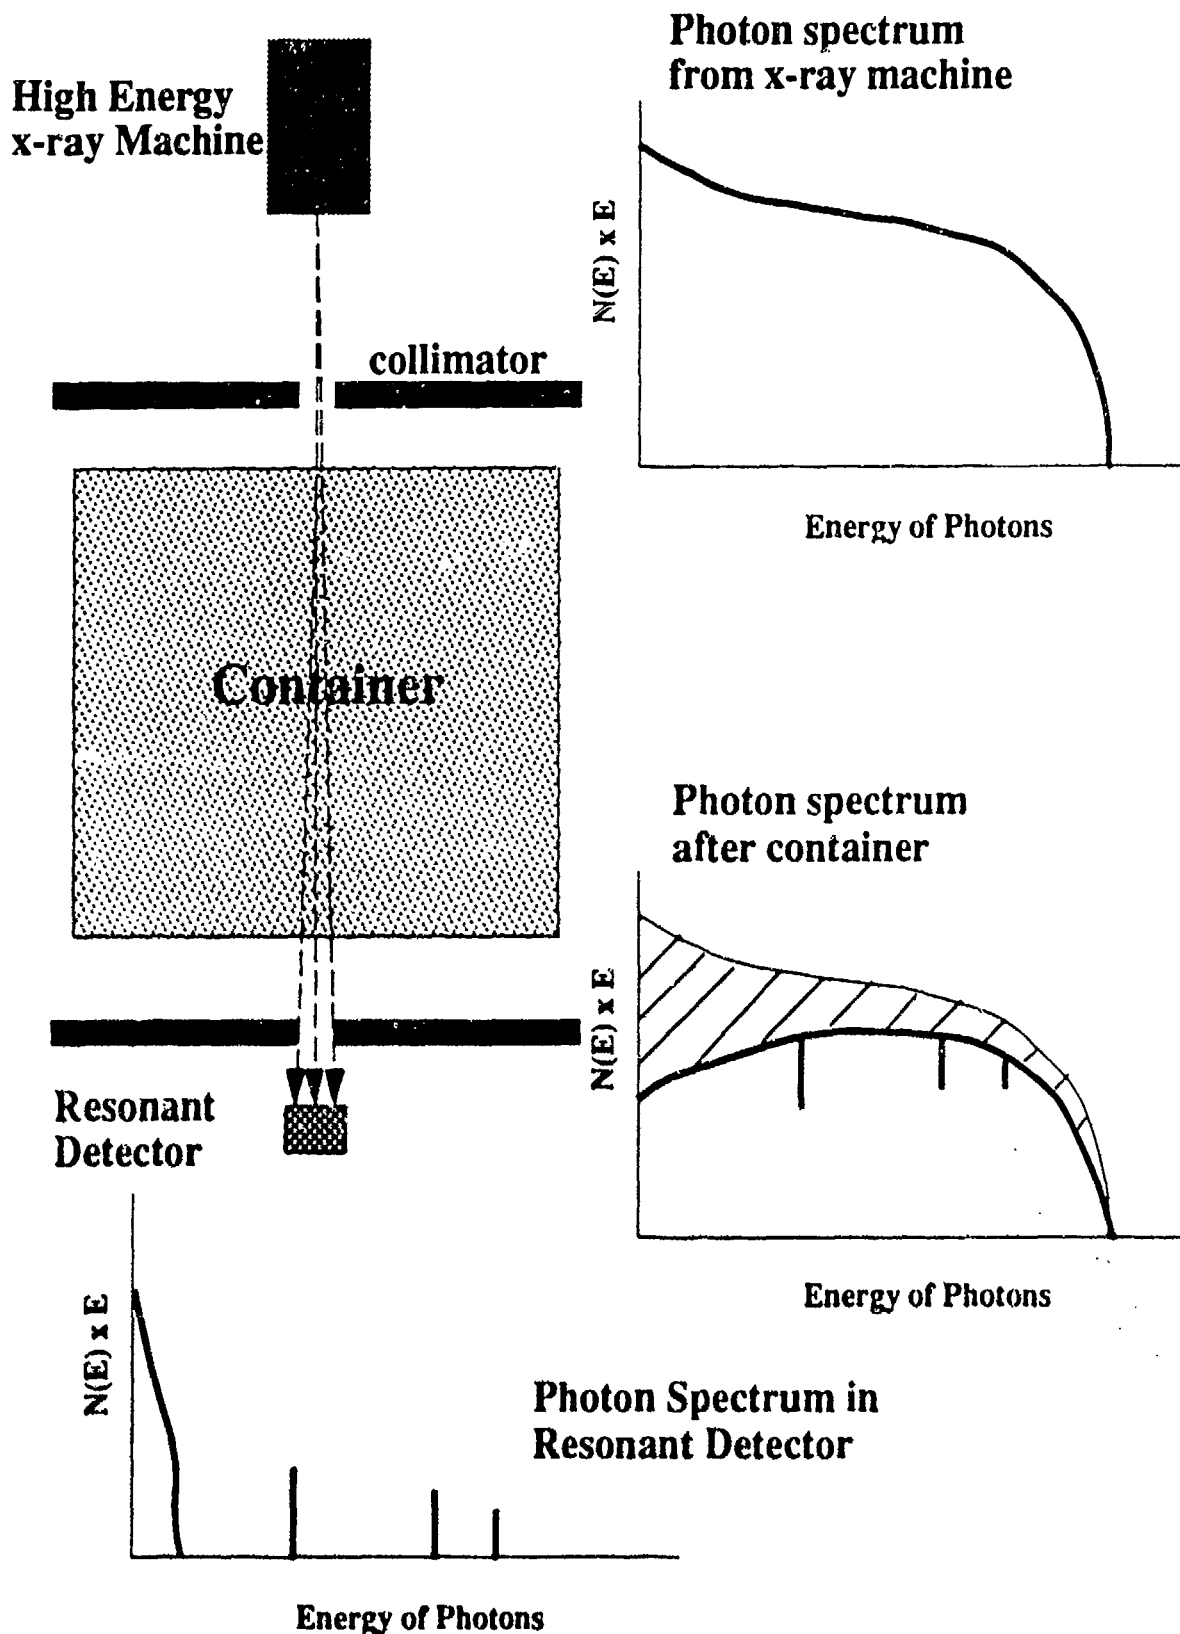 High Energy
x-ray Machine
Photon spectrum
from x-ray machine
N(E) x E
Energy of Photons
collimator
Container
Photon spectrum
after container
N(E) x E
Energy of Photons
Resonant
Detector
N(E) x E
Photon Spectrum in
Resonant Detector
Energy of Photons